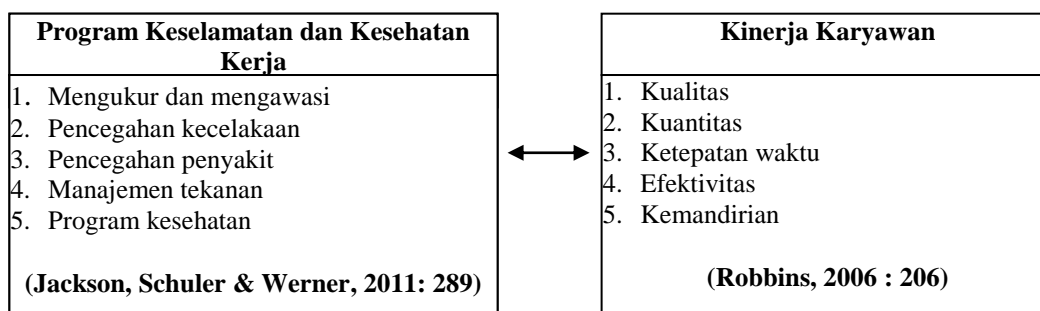 Program Keselamatan dan Kesehatan
Kerja
1. Mengukur dan mengawasi
2. Pencegahan kecelakaan
3. Pencegahan penyakit
4. Manajemen tekanan
5. Program kesehatan
(Jackson, Schuler & Werner, 2011: 289)
Kinerja Karyawan
1. Kualitas
2. Kuantitas
3. Ketepatan waktu
4. Efektivitas
5. Kemandirian
(Robbins, 2006 : 206)